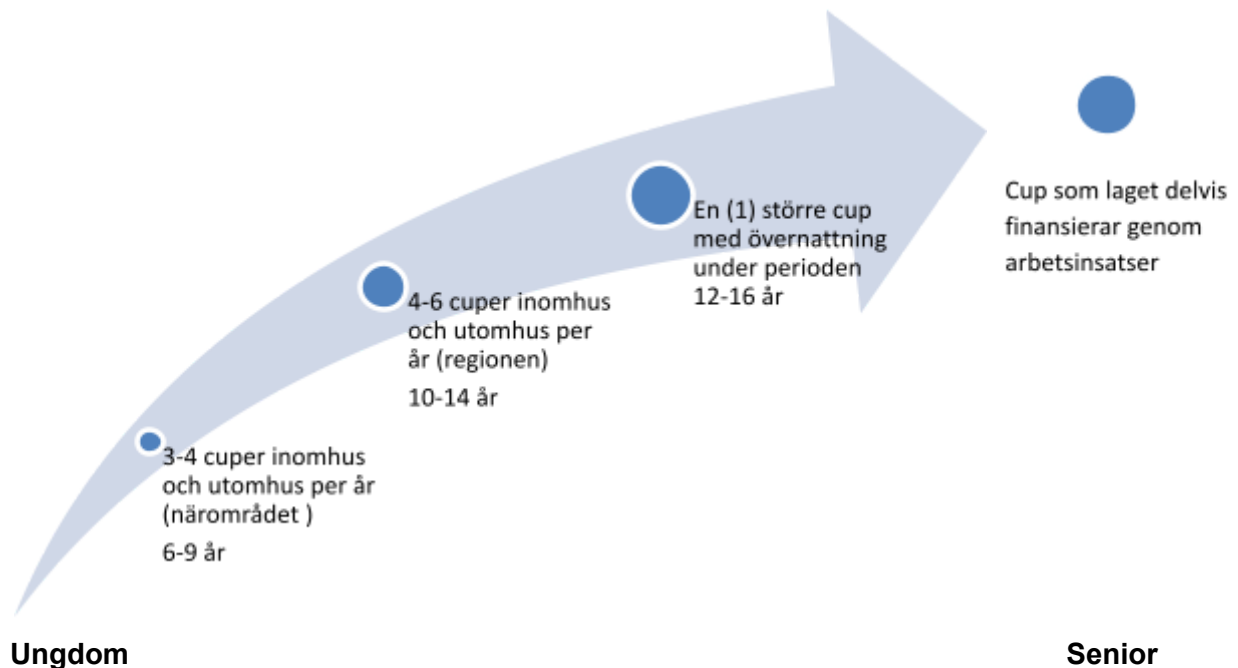 3-4 cuper inomhus
och utomhus per år
(närområdet )
6-9 år
4-6 cuper inomhus
och utomhus per
år (regionen)
10-14 år
En (1) större cup
med övernattning
under perioden
12-16 år
Cup som laget delvis
finansierar genom
arbetsinsatser
Ungdom
Senior